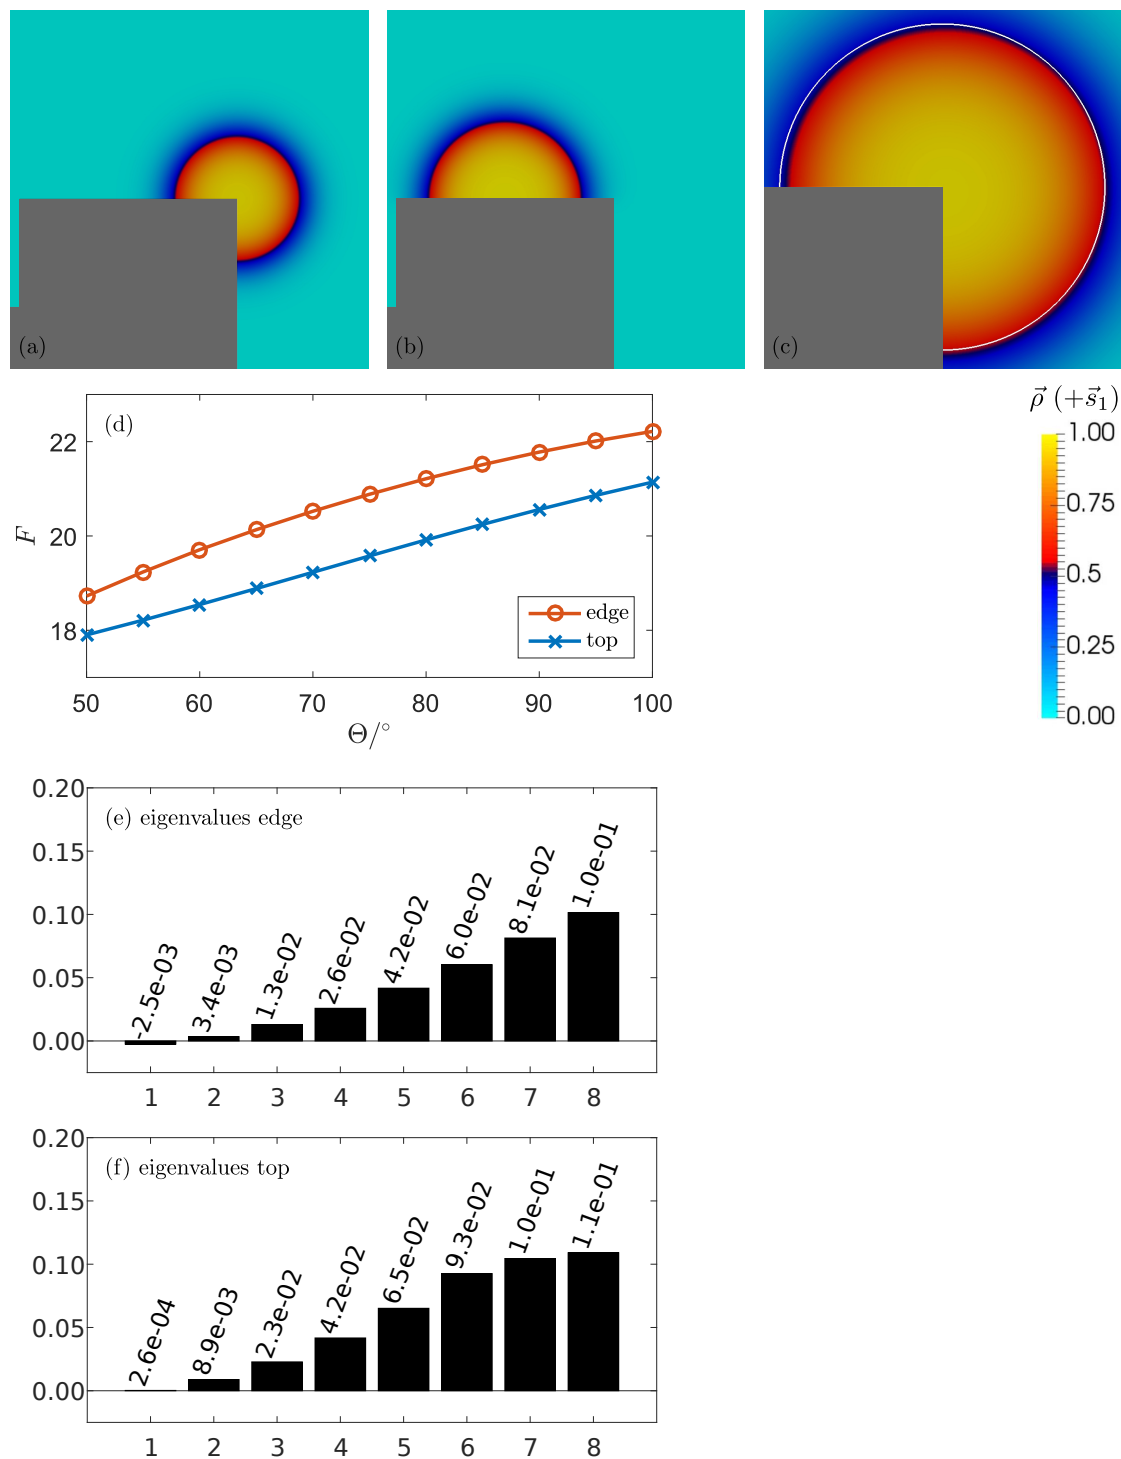 (a)
(b)
(c)
ρ⃗ (+s⃗₁)
1.00
0.75
0.5
0.25
0.00
(d)
F
22
20
18
edge
top
50 60 70 80 90 100
Θ/°
0.20
0.15
0.10
0.05
0.00
(e) eigenvalues edge
-2.5e-03
3.4e-03
1.3e-02
2.6e-02
4.2e-02
6.0e-02
8.1e-02
1.0e-01
1 2 3 4 5 6 7 8
0.20
0.15
0.10
0.05
0.00
(f) eigenvalues top
2.6e-04
8.9e-03
2.3e-02
4.2e-02
6.5e-02
9.3e-02
1.0e-01
1.1e-01
1 2 3 4 5 6 7 8